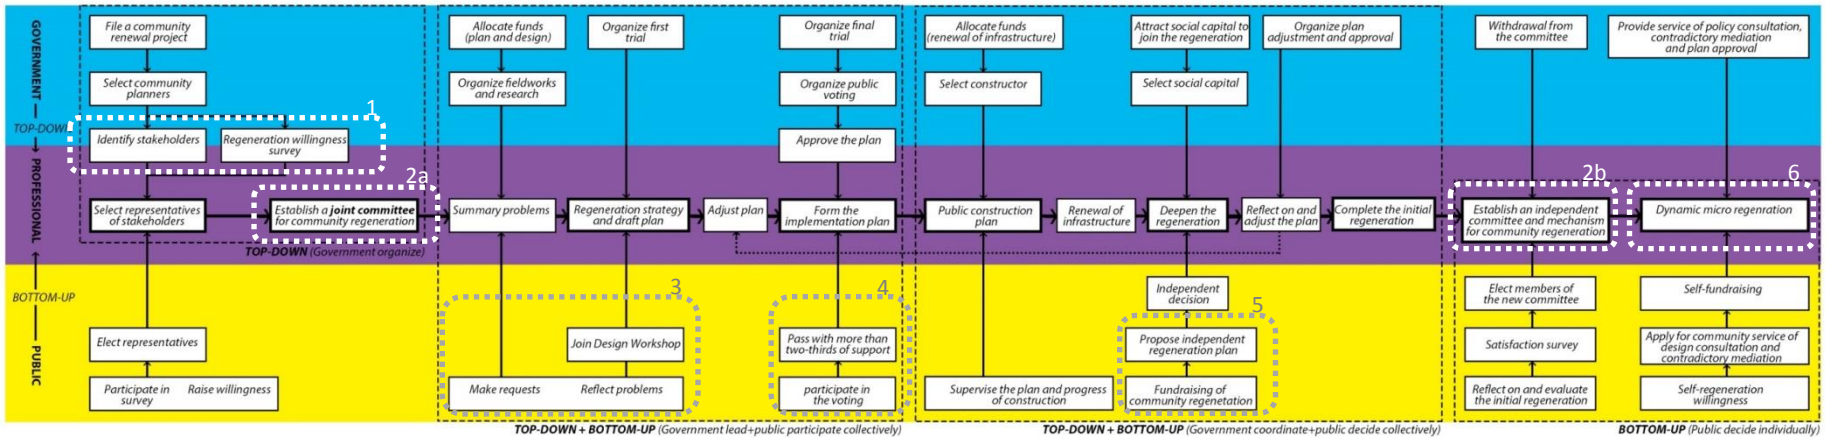 GOVERNMENT
TOP-DOWN
PROFESSIONAL
BOTTOM-UP
PUBLIC
File a community
renewal project
Select community
planners
1
Identify stakeholders
Regeneration willingness
survey
Select representatives
of stakeholders
2a
Establish a joint committee
for community regeneration
TOP-DOWN (Government organize)
Elect representatives
Participate in
survey
Raise willingness
Allocate funds
(plan and design)
Organize fieldworks
and research
Organize first
trial
Organize final
trial
Organize public
voting
Approve the plan
Summary problems
Regeneration strategy
and draft plan
Adjust plan
Form the
implementation plan
3
Join Design Workshop
Make requests
Reflect problems
4
Pass with more than
two-thirds of support
participate in
the voting
TOP-DOWN + BOTTOM-UP (Government lead+public participate collectively)
Allocate funds
(renewal of infrastructure)
Select constructor
Attract social capital to
join the regeneration
Select social capital
Organize plan
adjustment and approval
Public construction
plan
Renewal of
infrastructure
Deepen the
regeneration
Reflect on and
adjust the plan
Complete the initial
regeneration
Independent
decision
5
Propose independent
regeneration plan
Supervise the plan and progress
of construction
Fundraising of
community regenetation
TOP-DOWN + BOTTOM-UP (Government coordinate+public decide collectively)
Withdrawal from
the committee
Provide service of policy consultation,
contradictory mediation
and plan approval
2b
Establish an independent
committee and mechanism
for community regeneration
6
Dynamic micro regenration
Elect members of
the new committee
Satisfaction survey
Reflect on and evaluate
the initial regeneration
Self-fundraising
Apply for community service of
design consultation and
contradictory mediation
Self-regeneration
willingness
BOTTOM-UP (Public decide individually)